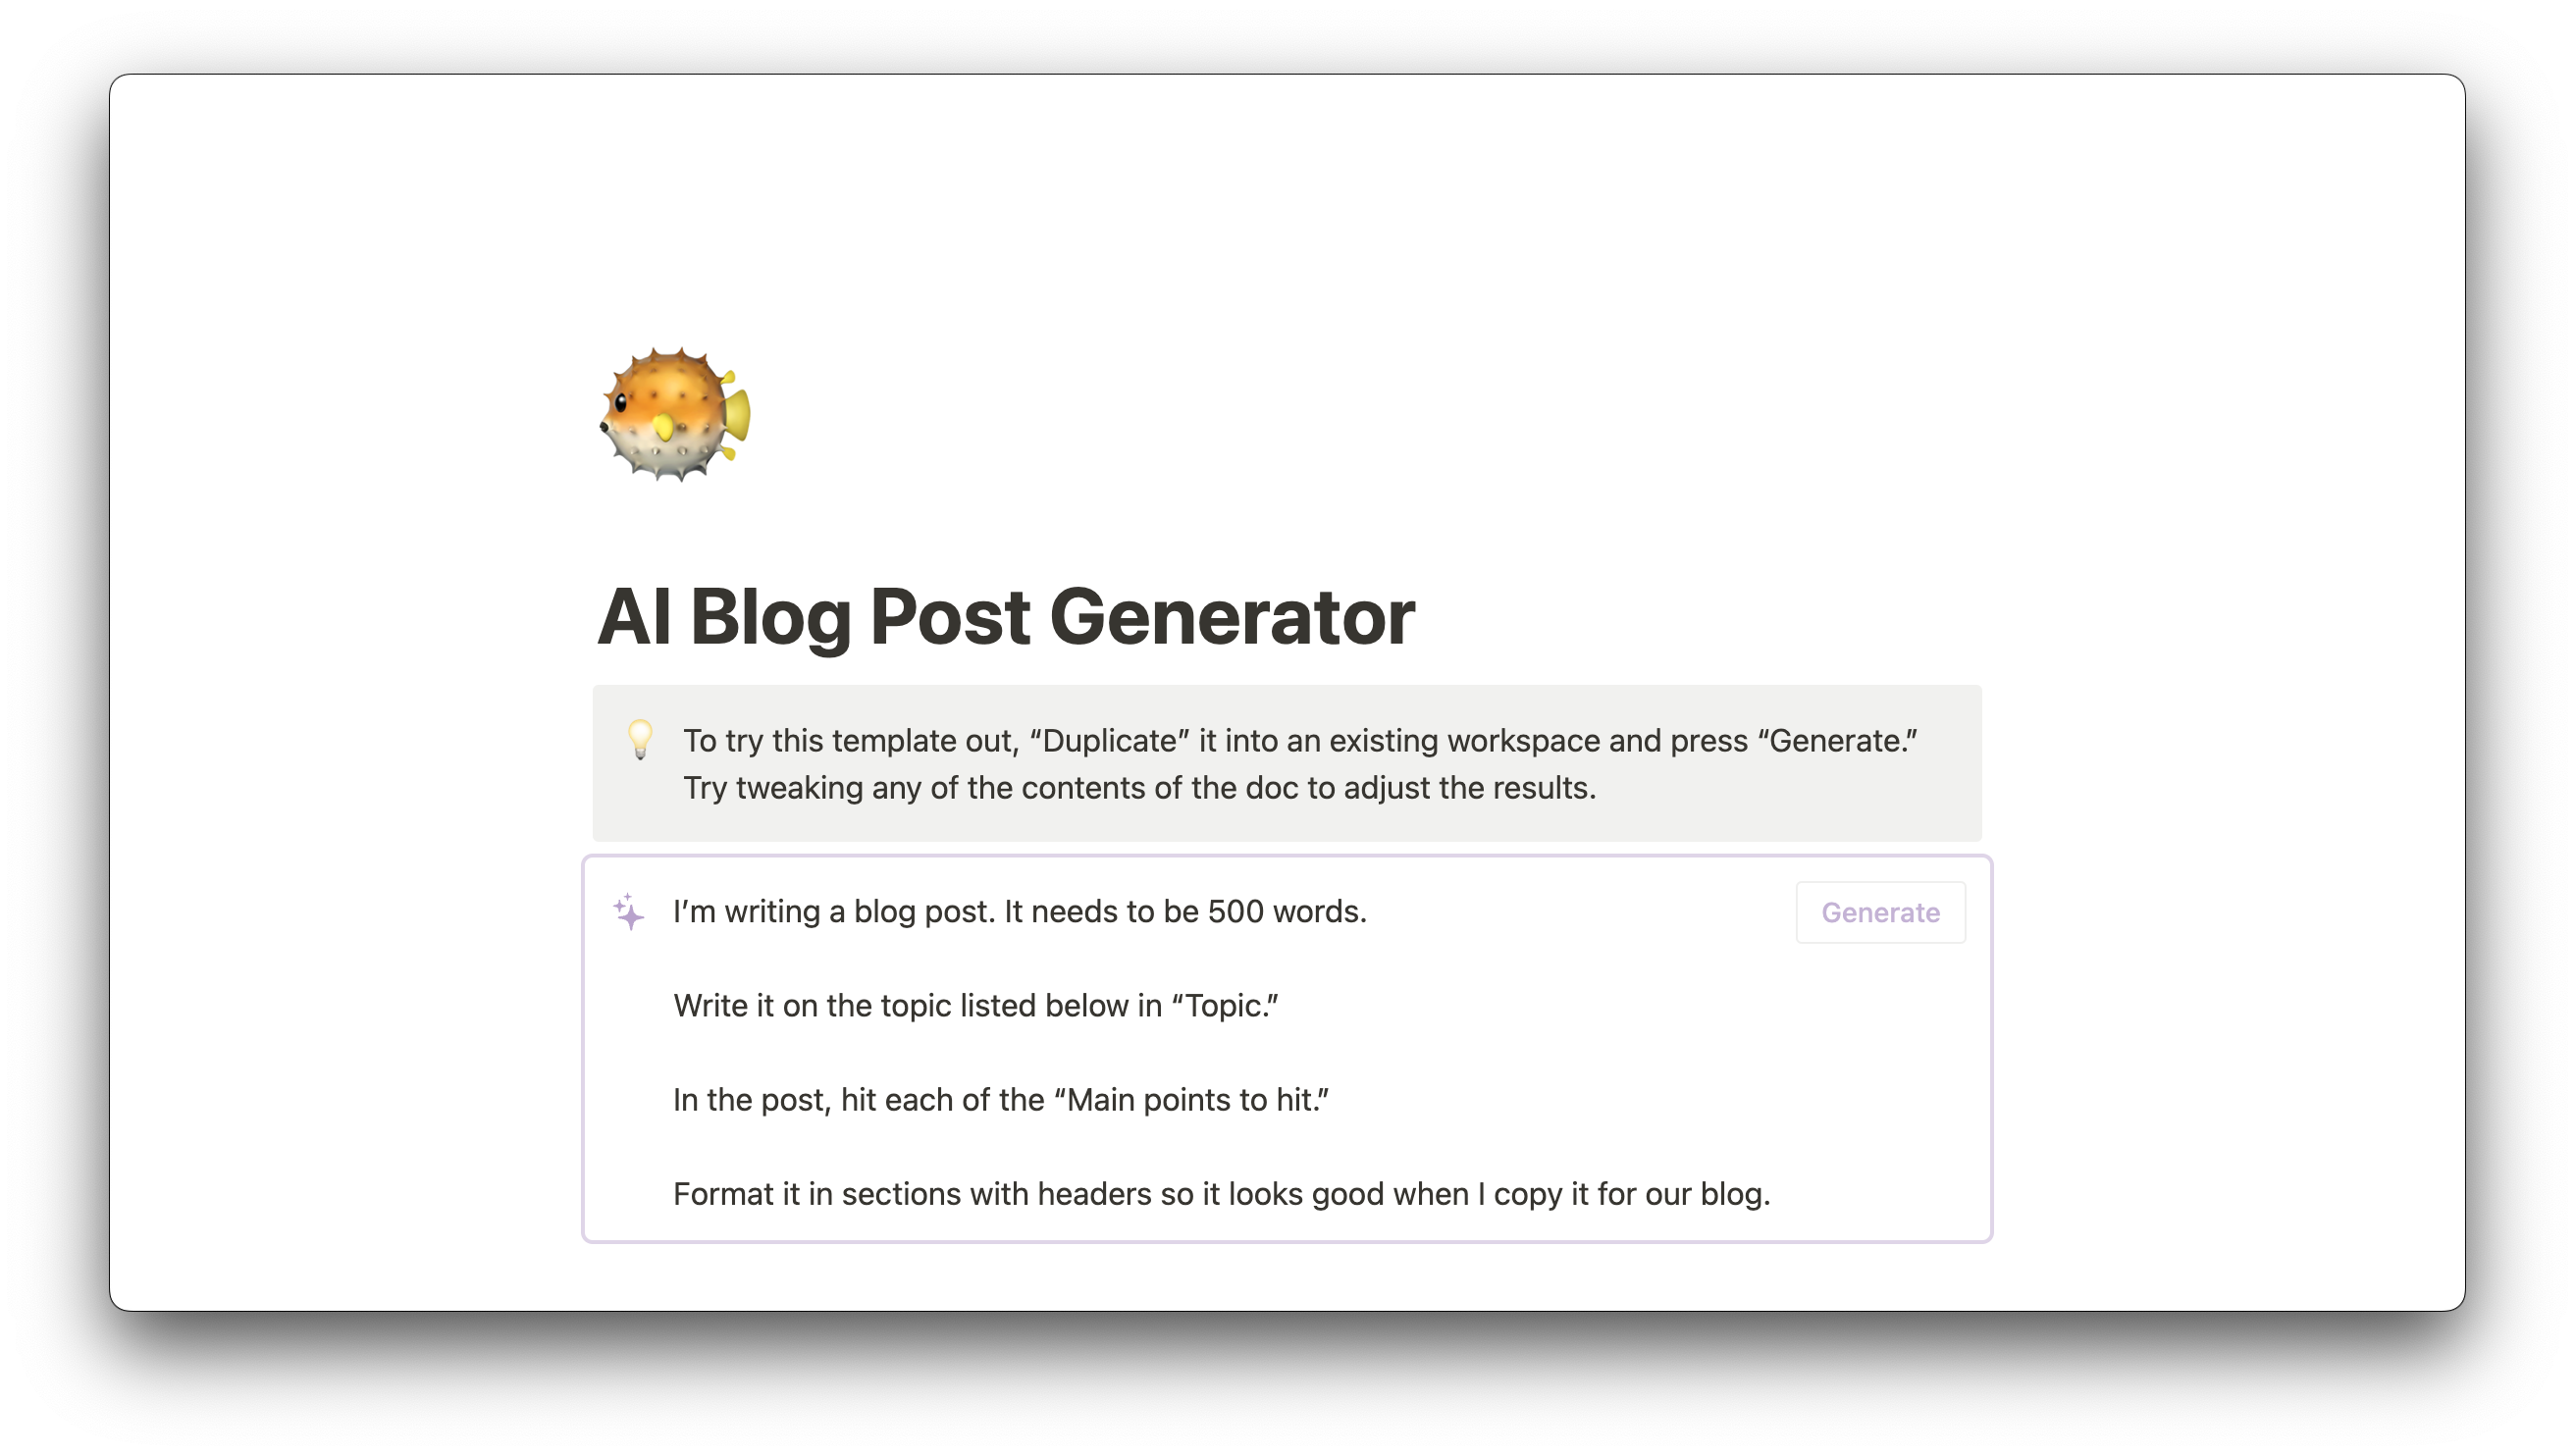 AI Blog Post Generator
To try this template out, “Duplicate” it into an existing workspace and press “Generate.”
Try tweaking any of the contents of the doc to adjust the results.
I’m writing a blog post. It needs to be 500 words.
Generate
Write it on the topic listed below in “Topic.”
In the post, hit each of the “Main points to hit.”
Format it in sections with headers so it looks good when I copy it for our blog.